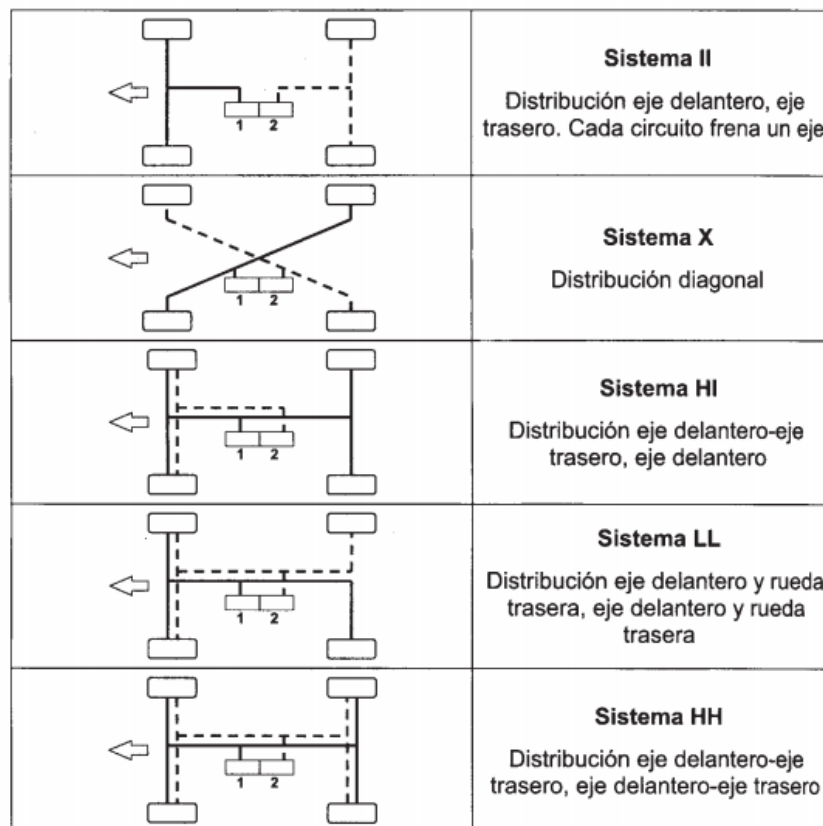 Sistema II
Distribución eje delantero, eje
trasero. Cada circuito frena un eje
1 2
Sistema X
Distribución diagonal
1 2
Sistema HI
Distribución eje delantero-eje
trasero, eje delantero
1 2
Sistema LL
Distribución eje delantero y rueda
trasera, eje delantero y rueda
trasera
1 2
Sistema HH
Distribución eje delantero-eje
trasero, eje delantero-eje trasero
1 2